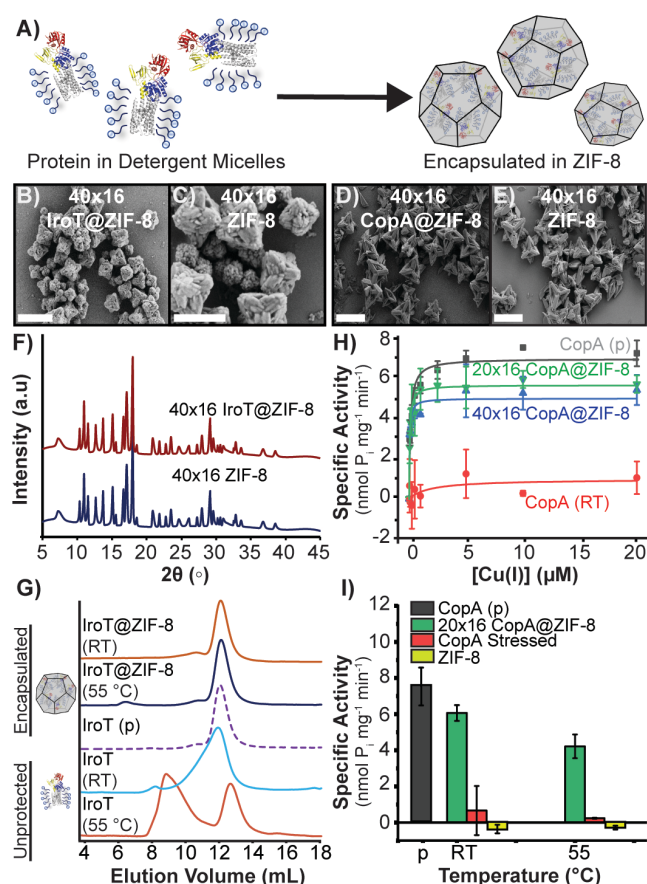 A)
Protein in Detergent Micelles
Encapsulated in ZIF-8
B) 40x16
IroT@ZIF-8
C) 40x16
ZIF-8
D) 40x16
CopA@ZIF-8
E) 40x16
ZIF-8
F)
Intensity (a.u)
40x16 IroT@ZIF-8
40x16 ZIF-8
5 10 15 20 25 30 35 40 45
2θ (○)
H)
Specific Activity
(nmol Pi mg⁻¹ min⁻¹)
12
10
8
6
4
2
0
-2
CopA (p)
20x16 CopA@ZIF-8
40x16 CopA@ZIF-8
CopA (RT)
0 5 10 15 20
[Cu(I)] (µM)
G)
Encapsulated
Unprotected
IroT@ZIF-8
(RT)
IroT@ZIF-8
(55 °C)
IroT (p)
IroT
(RT)
IroT
(55 °C)
4 6 8 10 12 14 16 18
Elution Volume (mL)
I)
Specific Activity
(nmol Pi mg⁻¹ min⁻¹)
12
10
8
6
4
2
0
-2
CopA (p)
20x16 CopA@ZIF-8
CopA Stressed
ZIF-8
p RT 55
Temperature (°C)